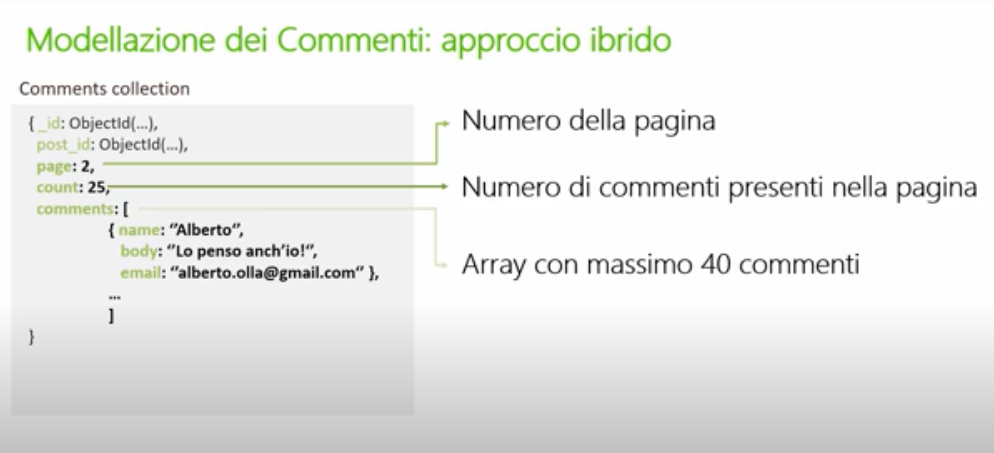 Modellazione dei Commenti: approccio ibrido
Comments collection
{ _id: ObjectId(...),
post_id: ObjectId(...),
page: 2,
count: 25,
comments: [
{ name: “Alberto”,
body: “Lo penso anch’io!”,
email: “alberto.olla@gmail.com” },
...
]
}
Numero della pagina
Numero di commenti presenti nella pagina
Array con massimo 40 commenti